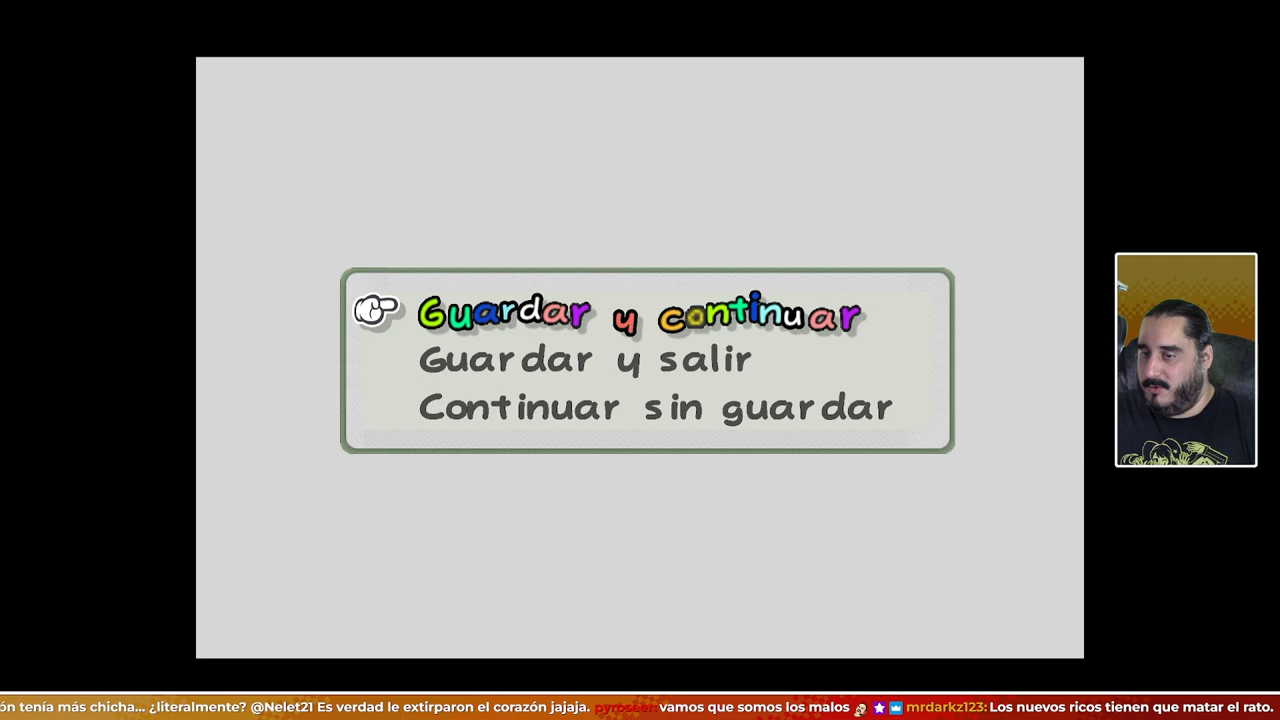 Guardar y continuar
Guardar y salir
Continuar sin guardar
ón tenía más chicha... ¿literalmente? @Nelet21 Es verdad le extirparon el corazón jajaja. pyroseer: vamos que somos los malos mrdarkz123: Los nuevos ricos tienen que matar el rato.